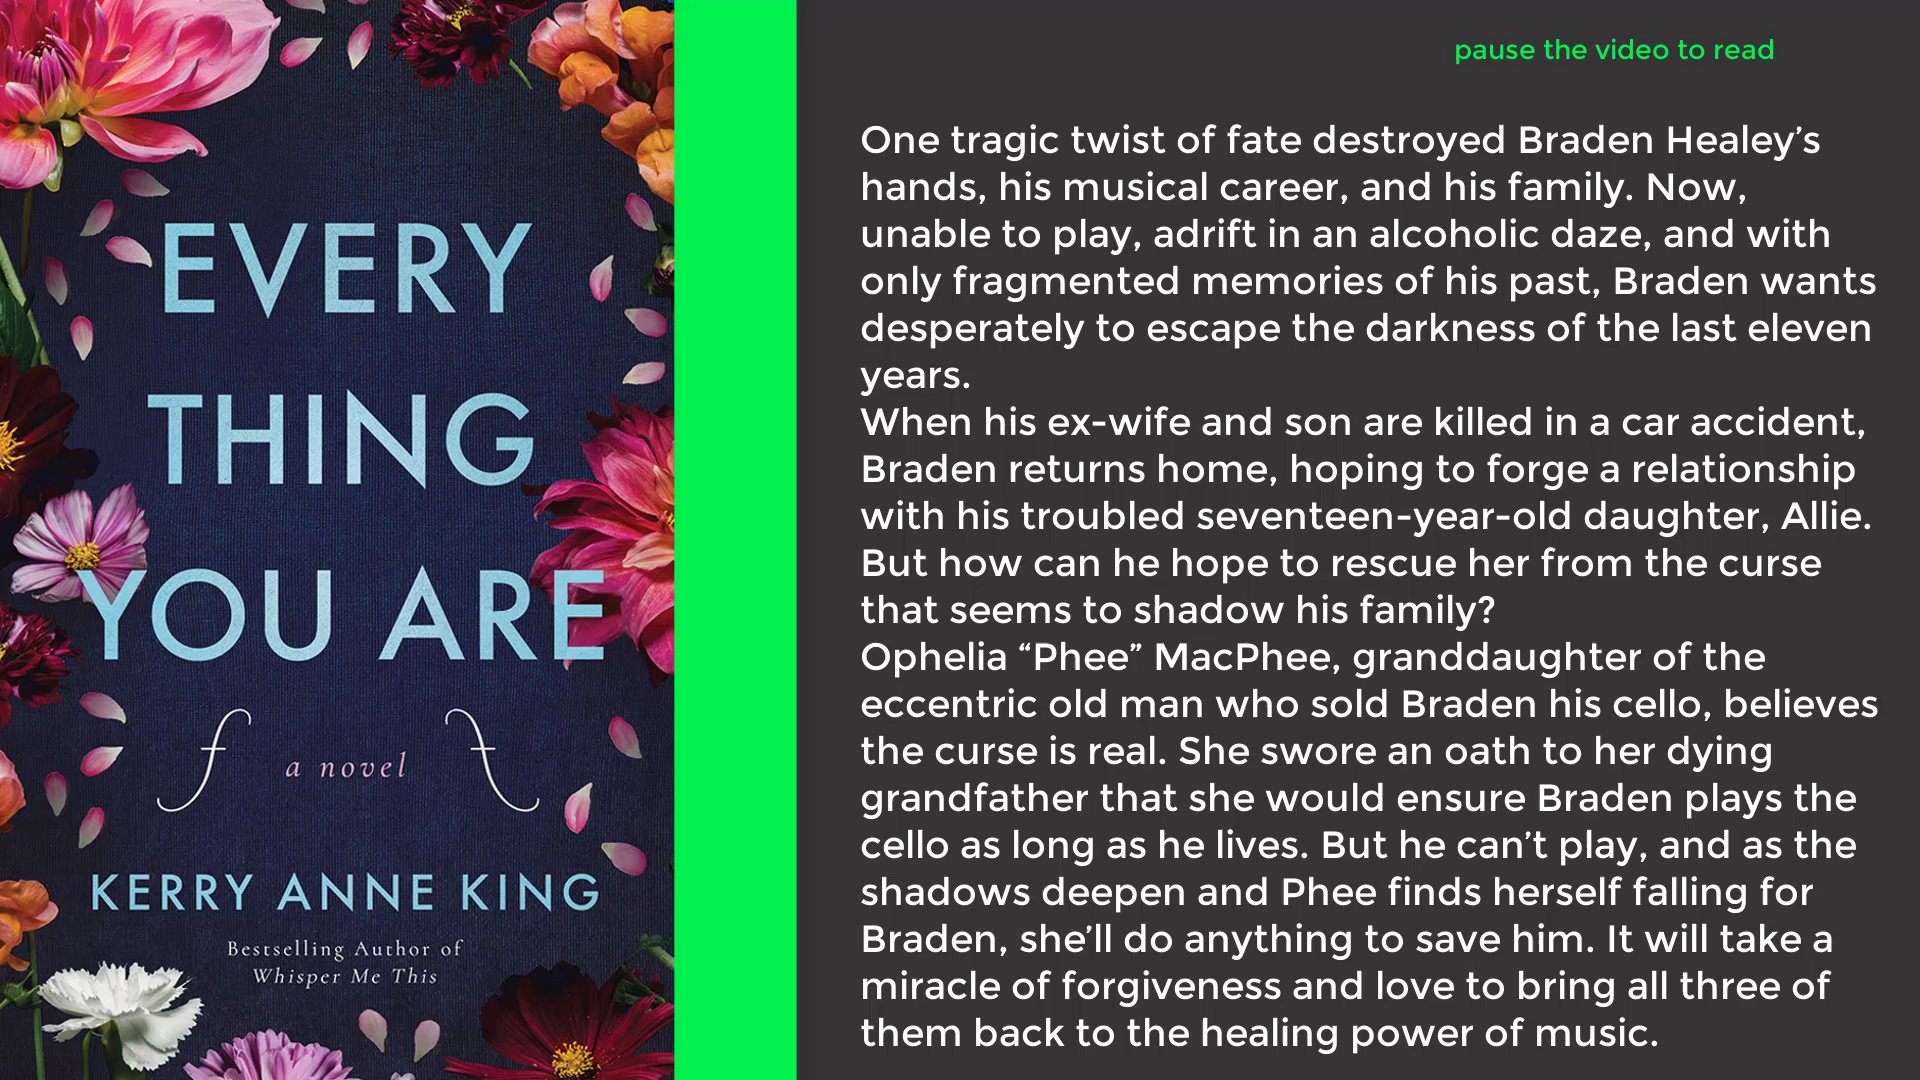 EVERY
THING
YOU ARE
a novel
KERRY ANNE KING
Bestselling Author of
Whisper Me This
pause the video to read
One tragic twist of fate destroyed Braden Healey’s
hands, his musical career, and his family. Now,
unable to play, adrift in an alcoholic daze, and with
only fragmented memories of his past, Braden wants
desperately to escape the darkness of the last eleven
years.
When his ex-wife and son are killed in a car accident,
Braden returns home, hoping to forge a relationship
with his troubled seventeen-year-old daughter, Allie.
But how can he hope to rescue her from the curse
that seems to shadow his family?
Ophelia “Phee” MacPhee, granddaughter of the
eccentric old man who sold Braden his cello, believes
the curse is real. She swore an oath to her dying
grandfather that she would ensure Braden plays the
cello as long as he lives. But he can’t play, and as the
shadows deepen and Phee finds herself falling for
Braden, she’ll do anything to save him. It will take a
miracle of forgiveness and love to bring all three of
them back to the healing power of music.